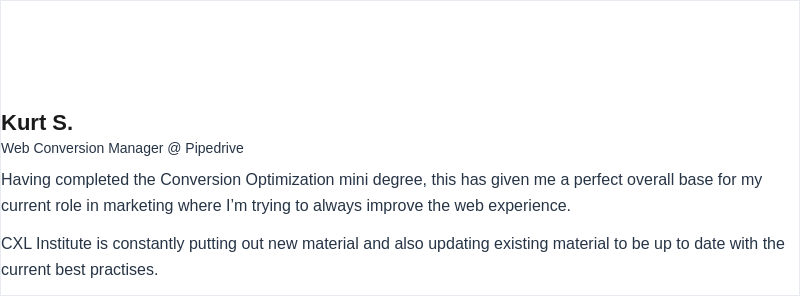 Kurt S.
Web Conversion Manager @ Pipedrive
Having completed the Conversion Optimization mini degree, this has given me a perfect overall base for my
current role in marketing where I’m trying to always improve the web experience.
CXL Institute is constantly putting out new material and also updating existing material to be up to date with the
current best practises.